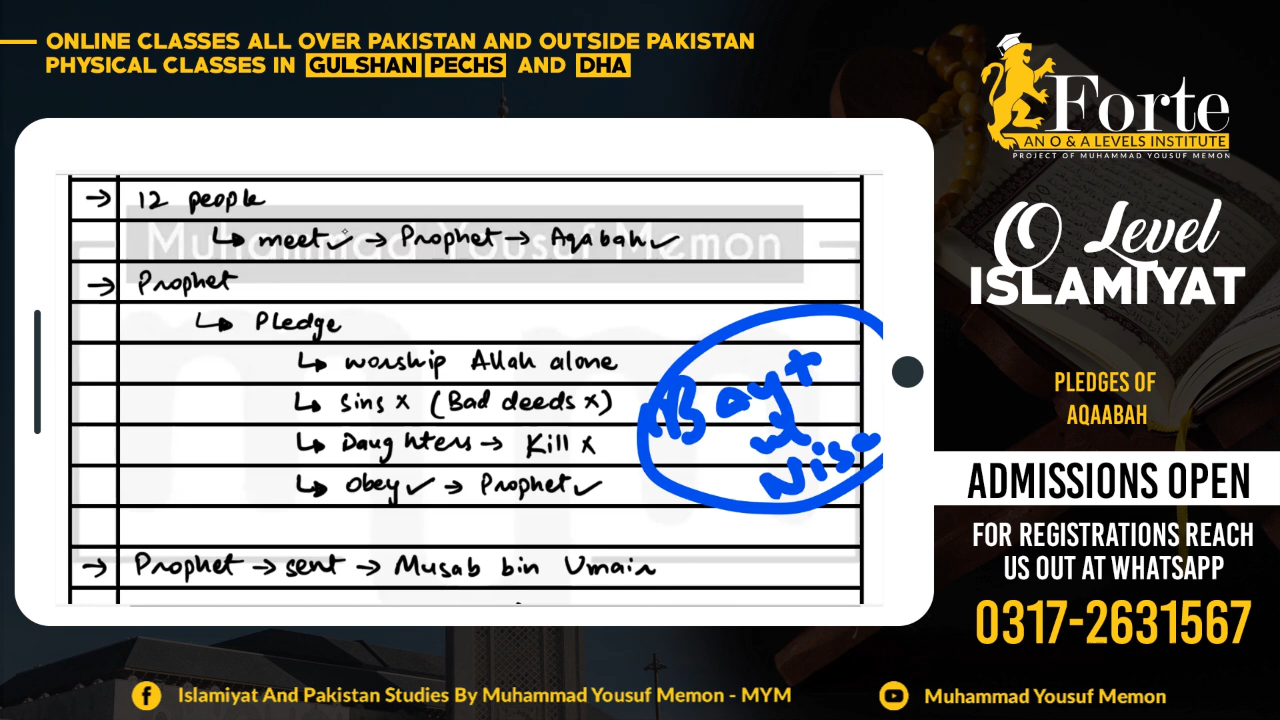 ONLINE CLASSES ALL OVER PAKISTAN AND OUTSIDE PAKISTAN
PHYSICAL CLASSES IN GULSHAN PECHS AND DHA
Forte
AN O & A LEVELS INSTITUTE
PROJECT OF MUHAMMAD YOUSUF MEMON
O Level
ISLAMIYAT
PLEDGES OF
AQAABAH
ADMISSIONS OPEN
FOR REGISTRATIONS REACH
US OUT AT WHATSAPP
0317-2631567
Muhammad Yousuf Memon
→ 12 people
↳ meet✓ → Prophet → Aqabah✓
→ Prophet
↳ Pledge
↳ worship Allah alone
↳ Sins x (Bad deeds x)
↳ Daughters → Kill x
↳ Obey✓ → Prophet✓
Nisa
→ Prophet → sent → Musab bin Umair
Islamiyat And Pakistan Studies By Muhammad Yousuf Memon - MYM
Muhammad Yousuf Memon